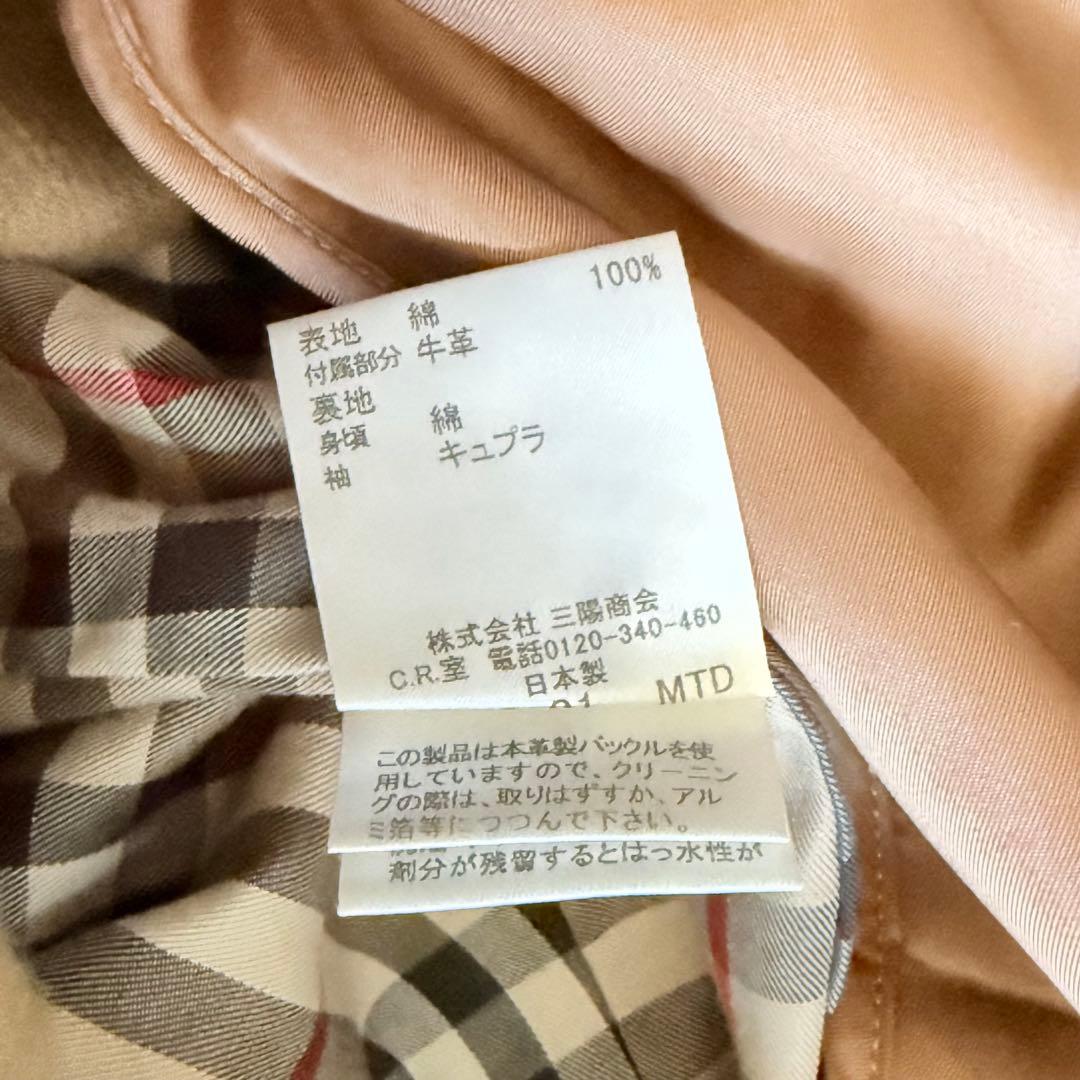 表地 綿 100%
付属部分 牛革
裏地
身頃 綿
袖 キュプラ
株式会社 三陽商会
C.R.室 電話0120-340-460
日本製
MTD
この製品は本革製バックルを使
用していますので、クリーニン
グの際は、取りはずすか、アル
ミ箔等につつんで下さい。
剤分が残留するとはっ水性が